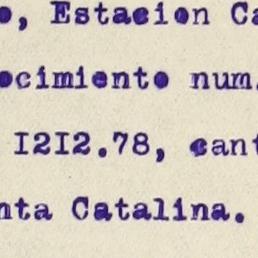 o, Estacion Ca
ocimiento num.
I2I2.78, cant
nta Catalina.